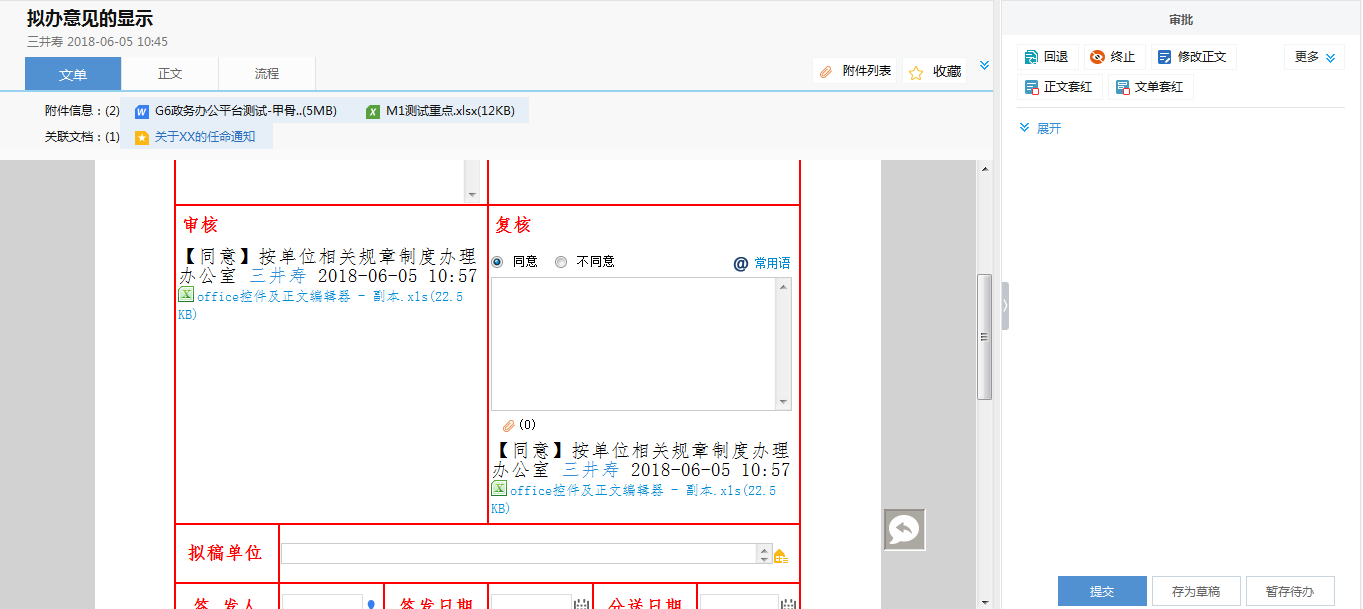 拟办意见的显示
三井寿 2018-06-05 10:45
文单 正文 流程 附件列表 收藏
附件信息：(2) G6政务办公平台测试-甲骨..(5MB) M1测试重点.xlsx(12KB)
关联文档：(1) 关于XX的任命通知
审核
【同意】按单位相关规章制度办理
办公室 三井寿 2018-06-05 10:57
office控件及正文编辑器 - 副本.xls(22.5
KB)
复核
同意 不同意 @ 常用语
(0)
【同意】按单位相关规章制度办理
办公室 三井寿 2018-06-05 10:57
office控件及正文编辑器 - 副本.xls(22.5
KB)
拟稿单位
签 发人 签发日期 分送日期
审批
回退 终止 修改正文 更多
正文套红 文单套红
展开
提交 存为草稿 暂存待办